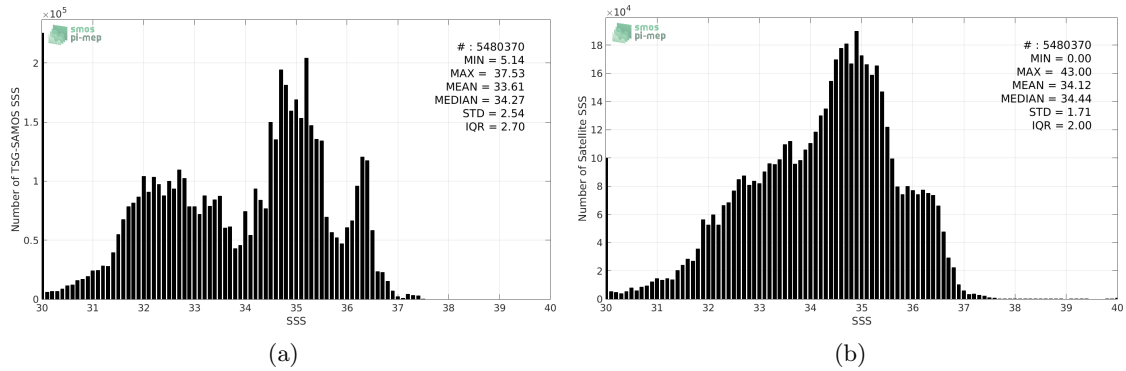 ×10⁵
smos
pi-mep
# : 5480370
MIN = 5.14
MAX = 37.53
MEAN = 33.61
MEDIAN = 34.27
STD = 2.54
IQR = 2.70
Number of TSG-SAMOS SSS
2
1.5
1
0.5
0
30 31 32 33 34 35 36 37 38 39 40
SSS
(a)
×10⁴
smos
pi-mep
# : 5480370
MIN = 0.00
MAX = 43.00
MEAN = 34.12
MEDIAN = 34.44
STD = 1.71
IQR = 2.00
Number of Satellite SSS
18
16
14
12
10
8
6
4
2
0
30 31 32 33 34 35 36 37 38 39 40
SSS
(b)